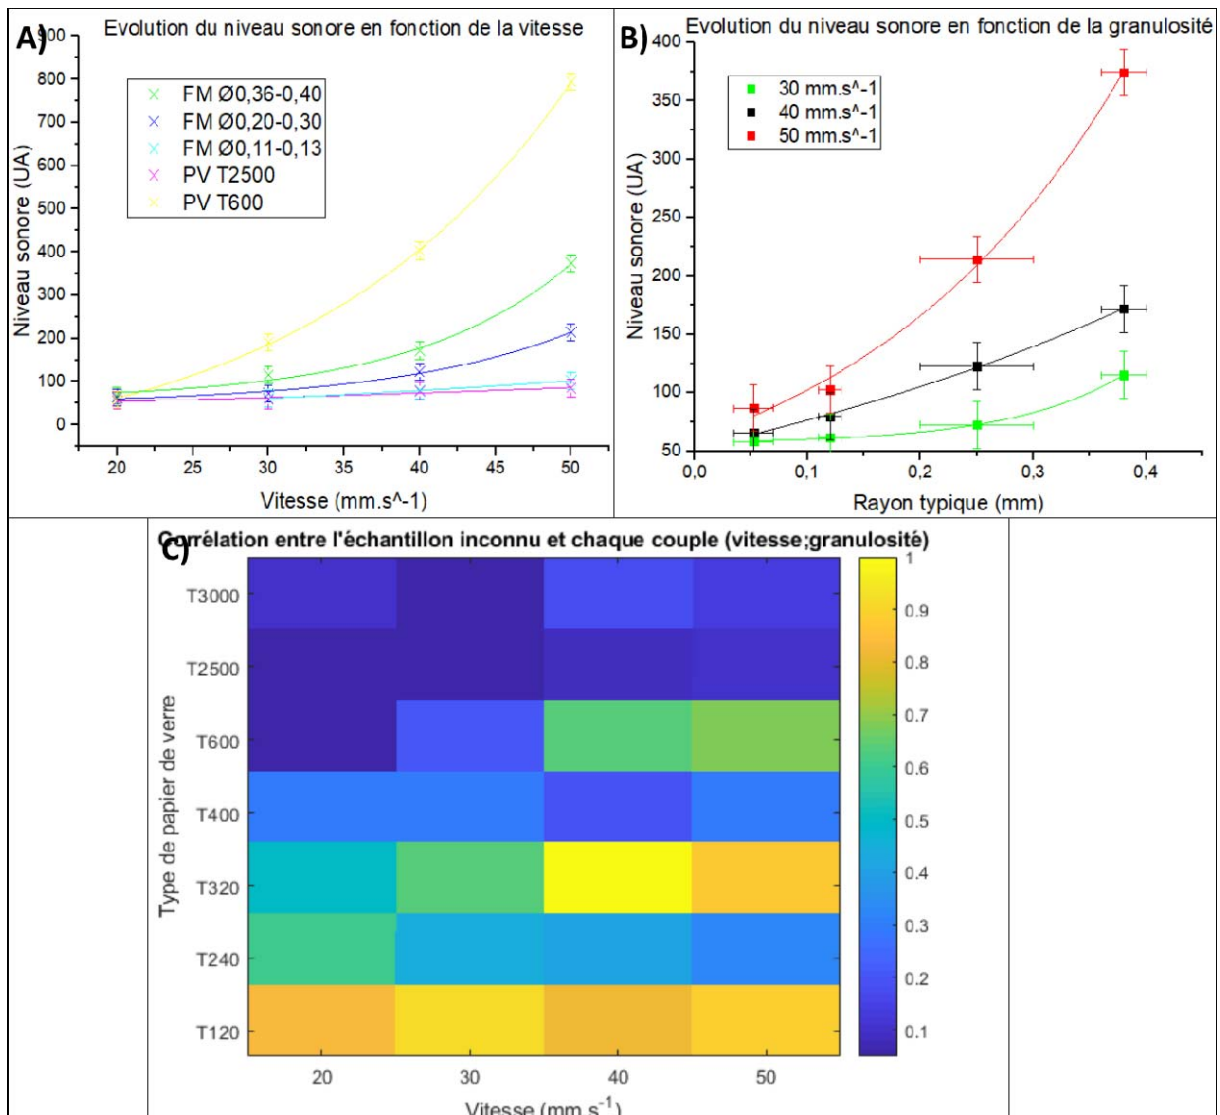 A)
Evolution du niveau sonore en fonction de la vitesse
900
800
700
600
500
400
300
200
100
0
Niveau sonore (UA)
FM Ø0,36-0,40
FM Ø0,20-0,30
FM Ø0,11-0,13
PV T2500
PV T600
20
30
40
50
Vitesse (mm.s^-1)
B)
Evolution du niveau sonore en fonction de la granulosité
400
350
300
250
200
150
100
50
Niveau sonore (UA)
30 mm.s^-1
40 mm.s^-1
50 mm.s^-1
0,0
0,1
0,2
0,3
0,4
Rayon typique (mm)
C)
Corrélation entre l'échantillon inconnu et chaque couple (vitesse;granulosité)
Type de papier de verre
T3000
T2500
T600
T400
T320
T240
T120
20
30
40
50
Vitesse (mm.s-1)
1
0.9
0.8
0.7
0.6
0.5
0.4
0.3
0.2
0.1